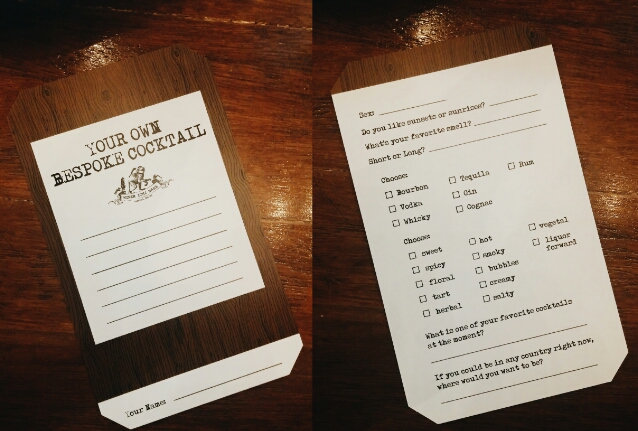 YOUR OWN
BESPOKE COCKTAIL
Your Name:
Sex:
Do you like sunsets or sunrises?
What's your favorite smell?
Short or Long?
Choose:
☐ Bourbon ☐ Tequila ☐ Rum
☐ Vodka ☐ Gin
☐ Whisky ☐ Cognac
Choose:
☐ sweet ☐ hot ☐ vegetal
☐ spicy ☐ smoky ☐ liquor
forward
☐ floral ☐ bubbles
☐ tart ☐ creamy
☐ herbal ☐ salty
What is one of your favorite cocktails
at the moment?
If you could be in any country right now,
where would you want to be?